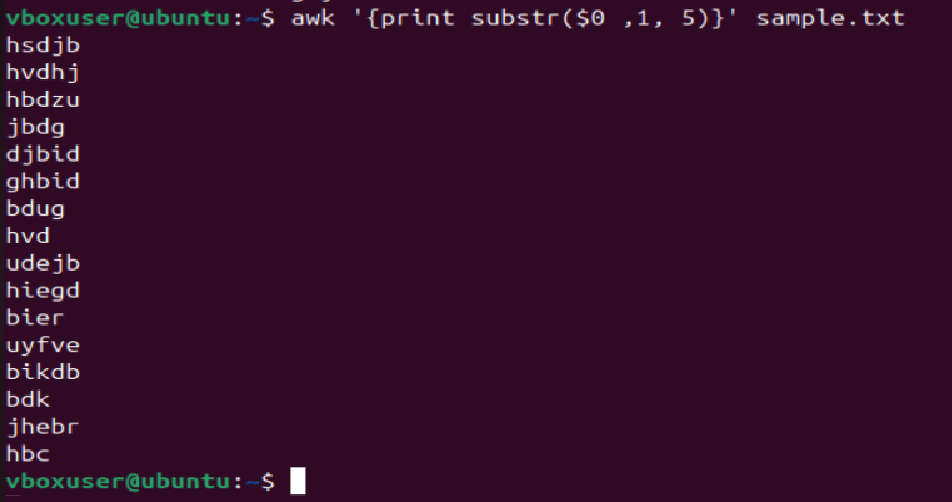 vboxuser@ubuntu:~$ awk '{print substr($0 ,1, 5)}' sample.txt
hsdjb
hvdhj
hbdzu
jbdg
djbid
ghbid
bdug
hvd
udejb
hiegd
bier
uyfve
bikdb
bdk
jhebr
hbc
vboxuser@ubuntu:~$